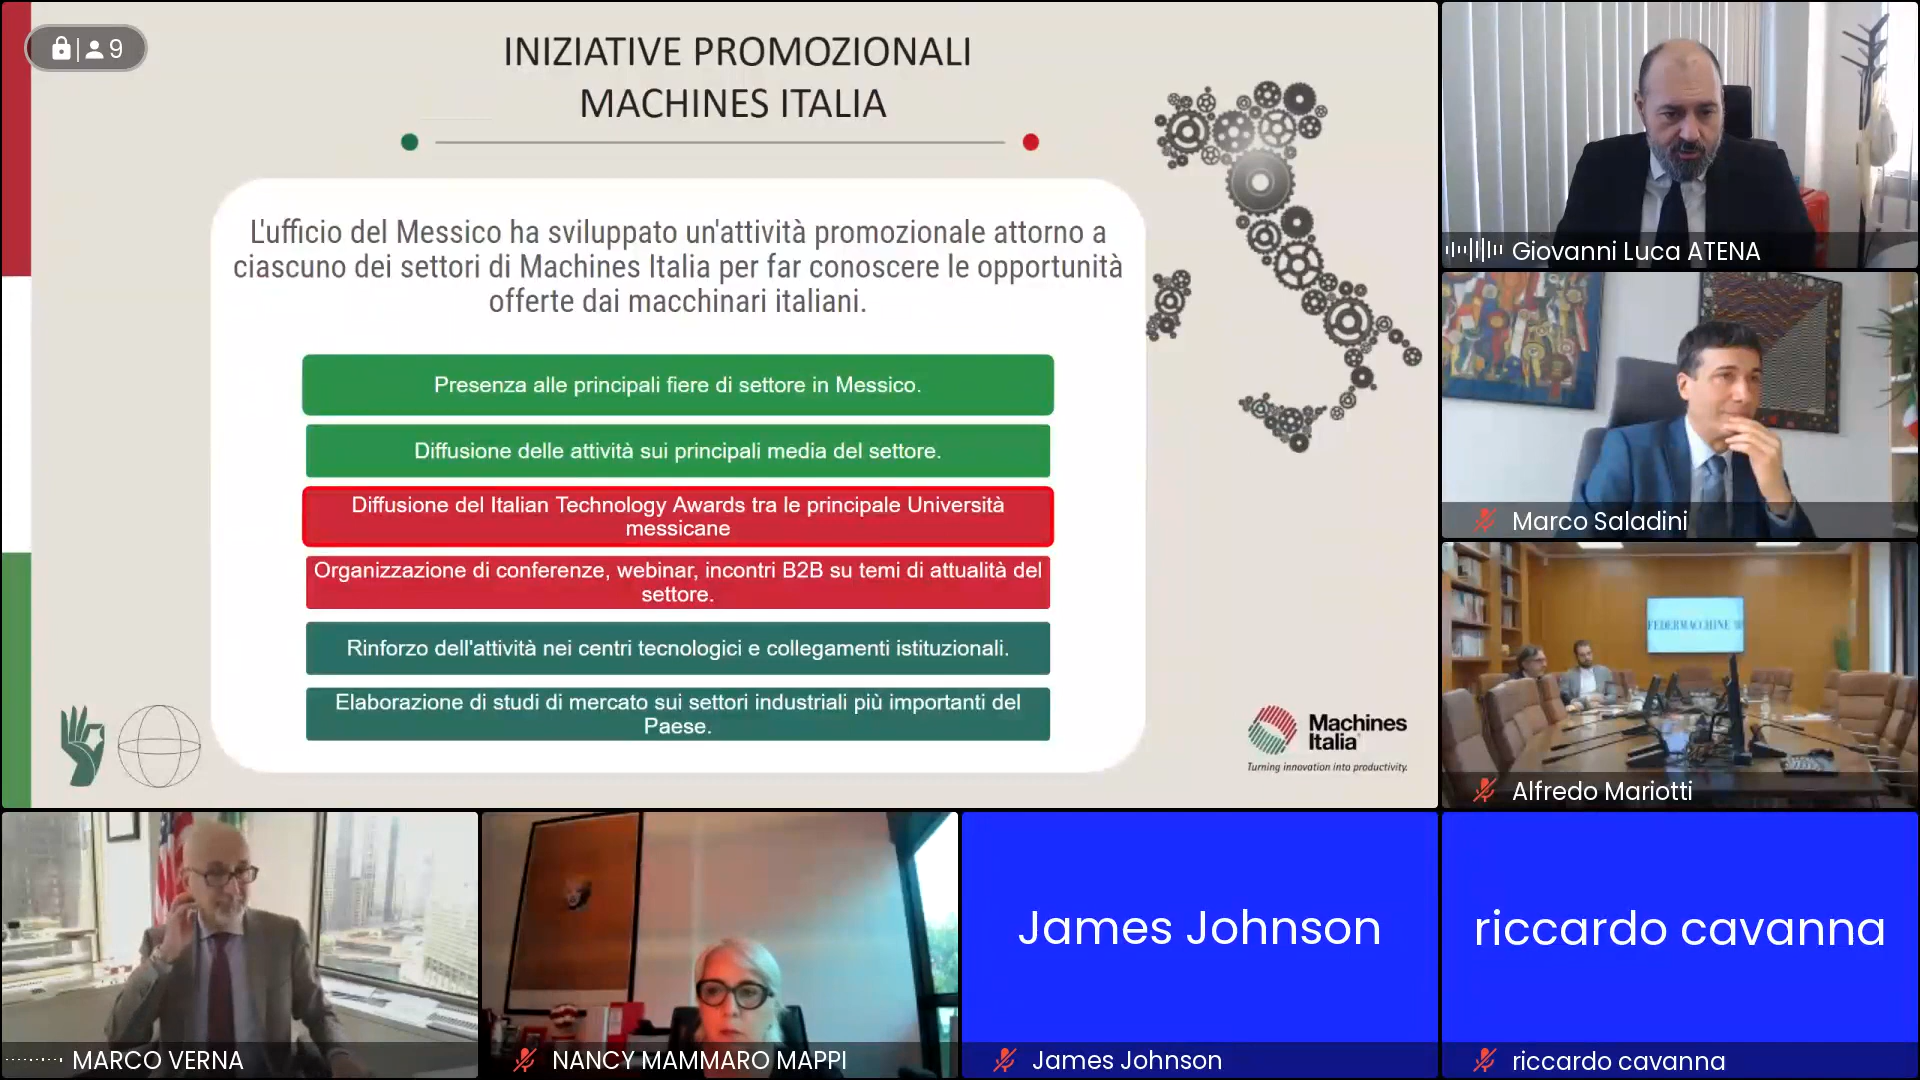 9
INIZIATIVE PROMOZIONALI
MACHINES ITALIA
L'ufficio del Messico ha sviluppato un'attività promozionale attorno a
ciascuno dei settori di Machines Italia per far conoscere le opportunità
offerte dai macchinari italiani.
Presenza alle principali fiere di settore in Messico.
Diffusione delle attività sui principali media del settore.
Diffusione del Italian Technology Awards tra le principale Università
messicane
Organizzazione di conferenze, webinar, incontri B2B su temi di attualità del
settore.
Rinforzo dell'attività nei centri tecnologici e collegamenti istituzionali.
Elaborazione di studi di mercato sui settori industriali più importanti del
Paese.
Machines
Italia
Turning innovation into productivity.
Giovanni Luca ATENA
Marco Saladini
FEDERMACCHINE
Alfredo Mariotti
MARCO VERNA
NANCY MAMMARO MAPPI
James Johnson
James Johnson
riccardo cavanna
riccardo cavanna